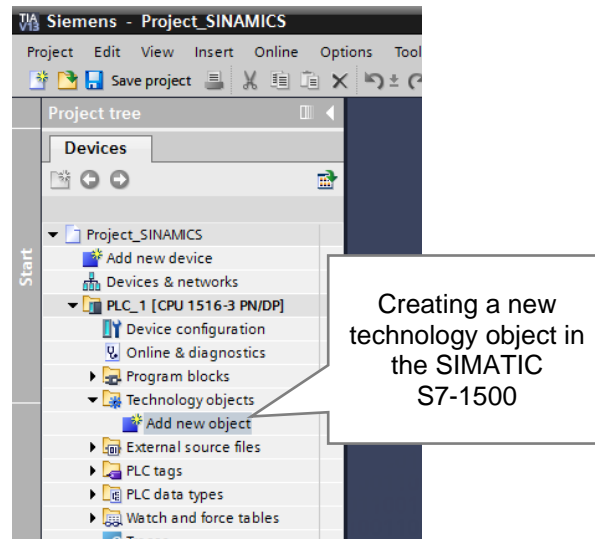 TIA V13 Siemens - Project_SINAMICS
Project Edit View Insert Online Options Tool
Save project
Project tree
Devices
Start
Project_SINAMICS
Add new device
Devices & networks
PLC_1 [CPU 1516-3 PN/DP]
Device configuration
Online & diagnostics
Program blocks
Technology objects
Add new object
External source files
PLC tags
PLC data types
Watch and force tables
Creating a new
technology object in
the SIMATIC
S7-1500